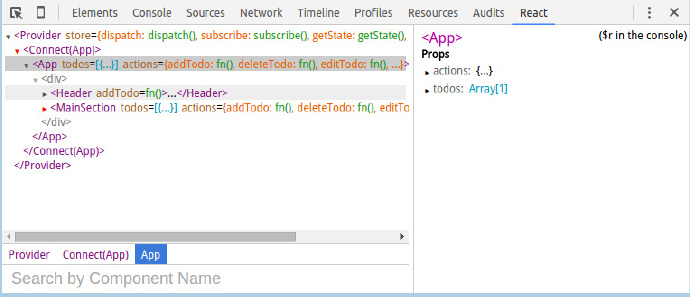 Elements Console Sources Network Timeline Profiles Resources Audits React
<Provider store={dispatch: dispatch(), subscribe: subscribe(), getState: getState(),
<Connect(App)>
<App todos=[{…}] actions={addTodo: fn(), deleteTodo: fn(), editTodo: fn(), …}>
<div>
<Header addTodo=fn()>…</Header>
<MainSection todos=[{…}] actions={addTodo: fn(), deleteTodo: fn(), editTo
</div>
</App>
</Connect(App)>
</Provider>
Provider Connect(App) App
Search by Component Name
<App> ($r in the console)
Props
actions: {…}
todos: Array[1]